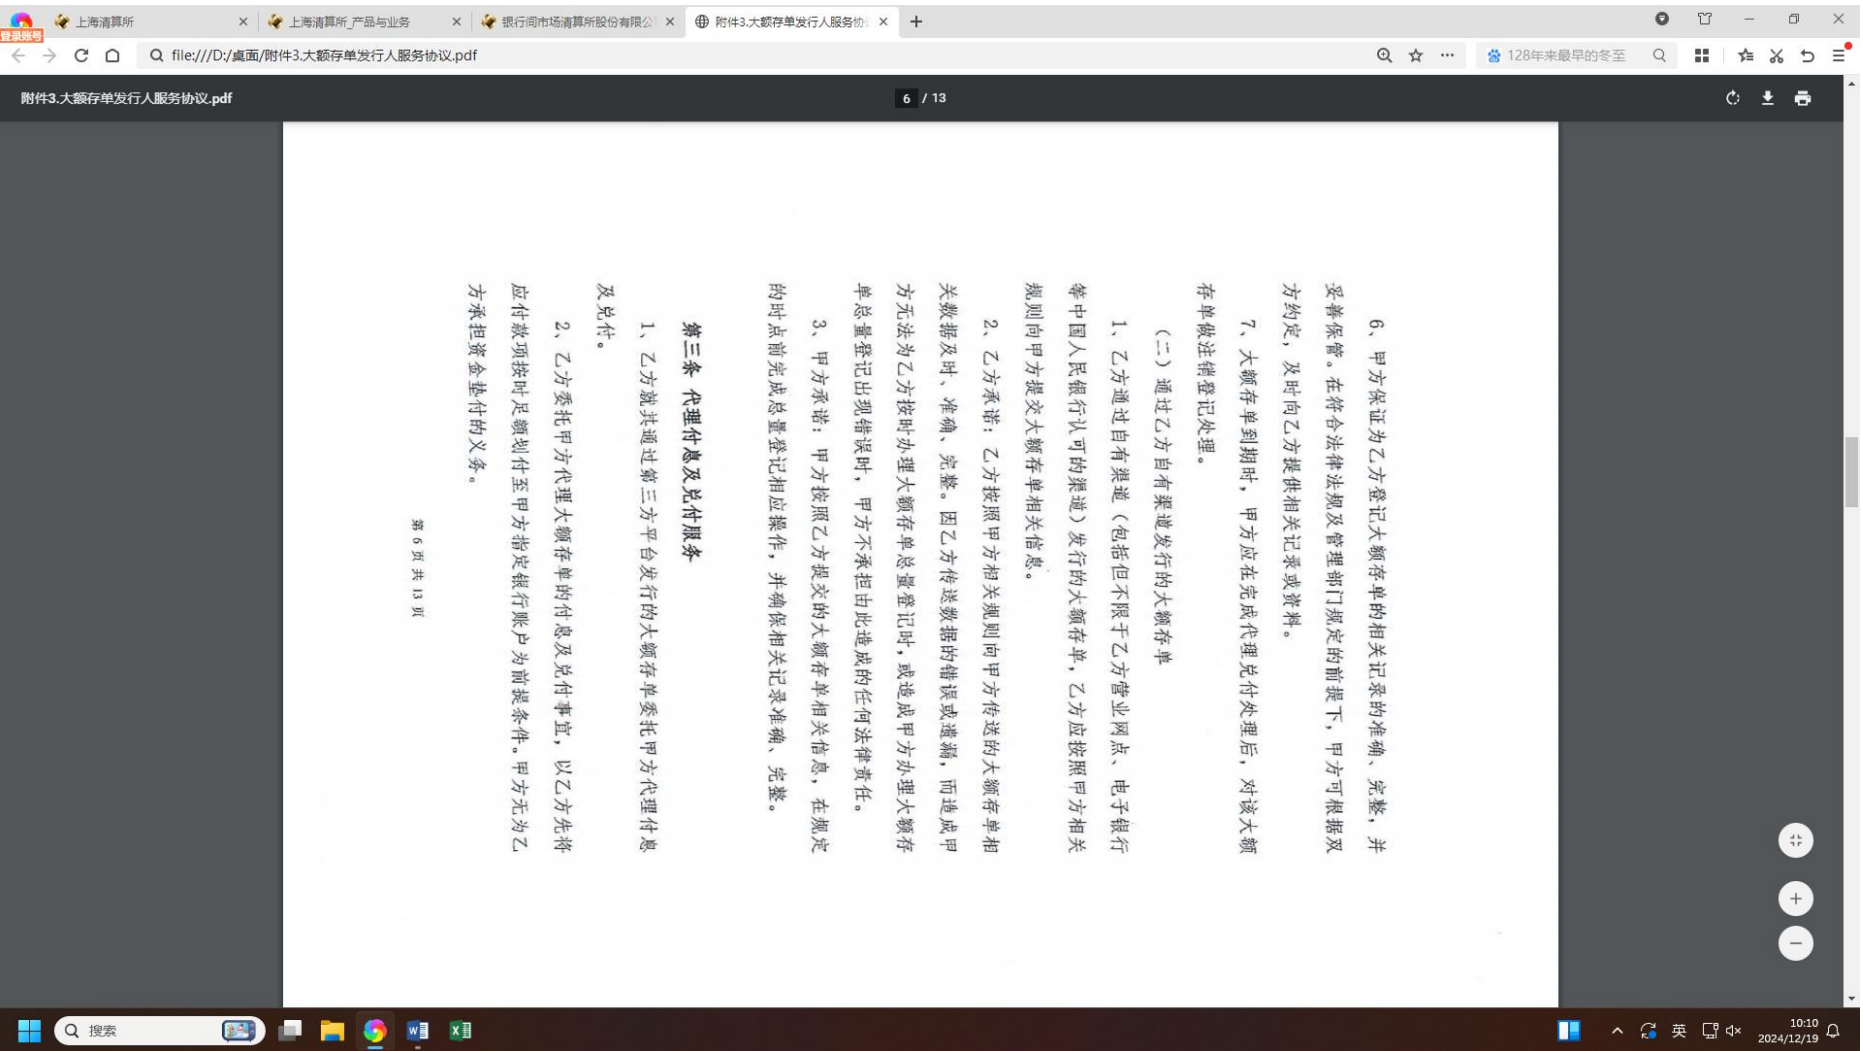 上海清算所
上海清算所_产品与业务
银行间市场清算所股份有限公
附件3.大额存单发行人服务协
登录账号
file:///D:/桌面/附件3.大额存单发行人服务协议.pdf
128年来最早的冬至
附件3.大额存单发行人服务协议.pdf
6 / 13
6、甲方保证为乙方登记大额存单的相关记录的准确、完整，并
妥善保管。在符合法律法规及管理部门规定的前提下，甲方可根据双
方约定，及时向乙方提供相关记录或资料。
7、大额存单到期时，甲方应在完成代理兑付处理后，对该大额
存单做注销登记处理。
（二）通过乙方自有渠道发行的大额存单
1、乙方通过自有渠道（包括但不限于乙方营业网点、电子银行
等中国人民银行认可的渠道）发行的大额存单，乙方应按照甲方相关
规则向甲方提交大额存单相关信息。
2、乙方承诺：乙方按照甲方相关规则向甲方传送的大额存单相
关数据及时、准确、完整。因乙方传送数据的错误或遗漏，而造成甲
方无法为乙方按时办理大额存单总量登记时，或造成甲方办理大额存
单总量登记出现错误时，甲方不承担由此造成的任何法律责任。
3、甲方承诺：甲方按照乙方提交的大额存单相关信息，在规定
的时点前完成总量登记相应操作，并确保相关记录准确、完整。
第三条 代理付息及兑付服务
1、乙方就其通过第三方平台发行的大额存单委托甲方代理付息
及兑付。
2、乙方委托甲方代理大额存单的付息及兑付事宜，以乙方先将
应付款项按时足额划付至甲方指定银行账户为前提条件。甲方无为乙
方承担资金垫付的义务。
第 6 页 共 13 页
搜索
英
10:10
2024/12/19